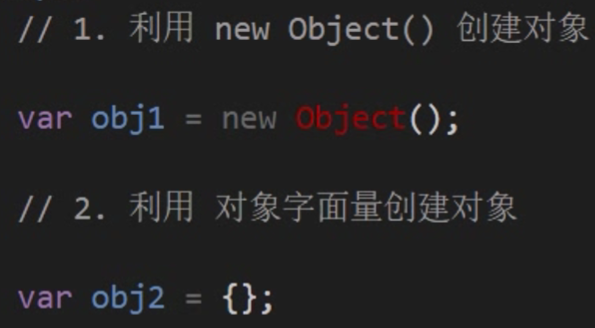 // 1. 利用 new Object() 创建对象
var obj1 = new Object();
// 2. 利用 对象字面量创建对象
var obj2 = {};